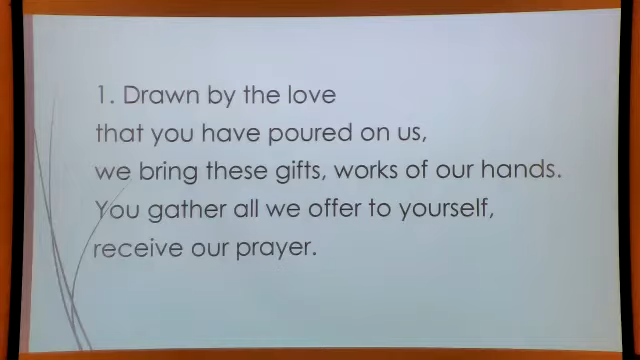 1. Drawn by the love
that you have poured on us,
we bring these gifts, works of our hands.
You gather all we offer to yourself,
receive our prayer.